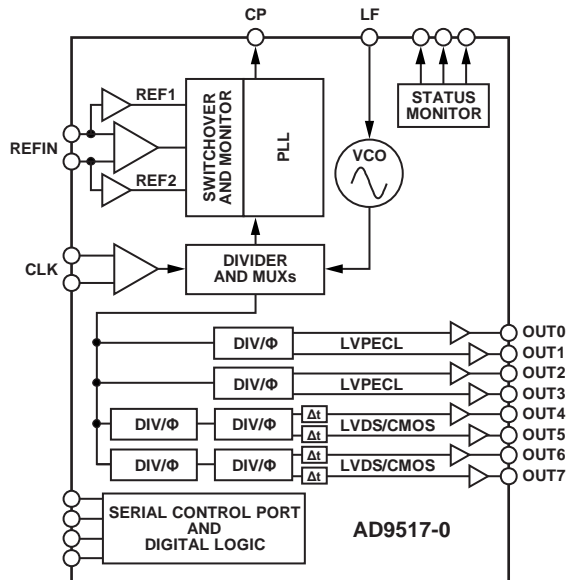 CP
LF
REF1
SWITCHOVER
AND MONITOR
PLL
STATUS
MONITOR
REFIN
VCO
REF2
CLK
DIVIDER
AND MUXs
DIV/Φ
LVPECL
OUT0
OUT1
DIV/Φ
LVPECL
OUT2
OUT3
DIV/Φ
DIV/Φ
Δt
Δt
LVDS/CMOS
OUT4
OUT5
DIV/Φ
DIV/Φ
Δt
Δt
LVDS/CMOS
OUT6
OUT7
SERIAL CONTROL PORT
AND
DIGITAL LOGIC
AD9517-0